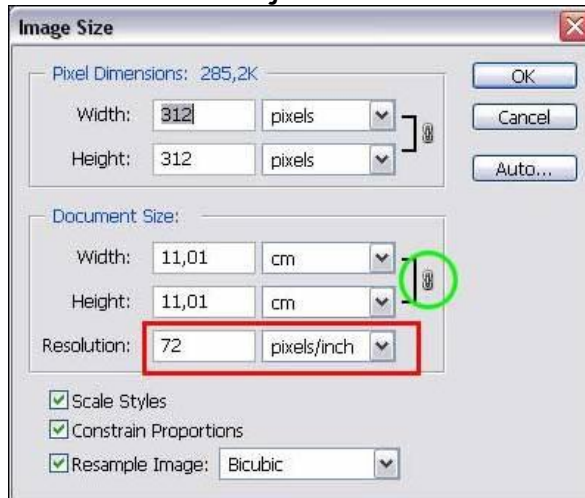 Image Size
Pixel Dimensions: 285,2K
Width: 312 pixels
Height: 312 pixels
OK
Cancel
Auto...
Document Size:
Width: 11,01 cm
Height: 11,01 cm
Resolution: 72 pixels/inch
Scale Styles
Constrain Proportions
Resample Image: Bicubic